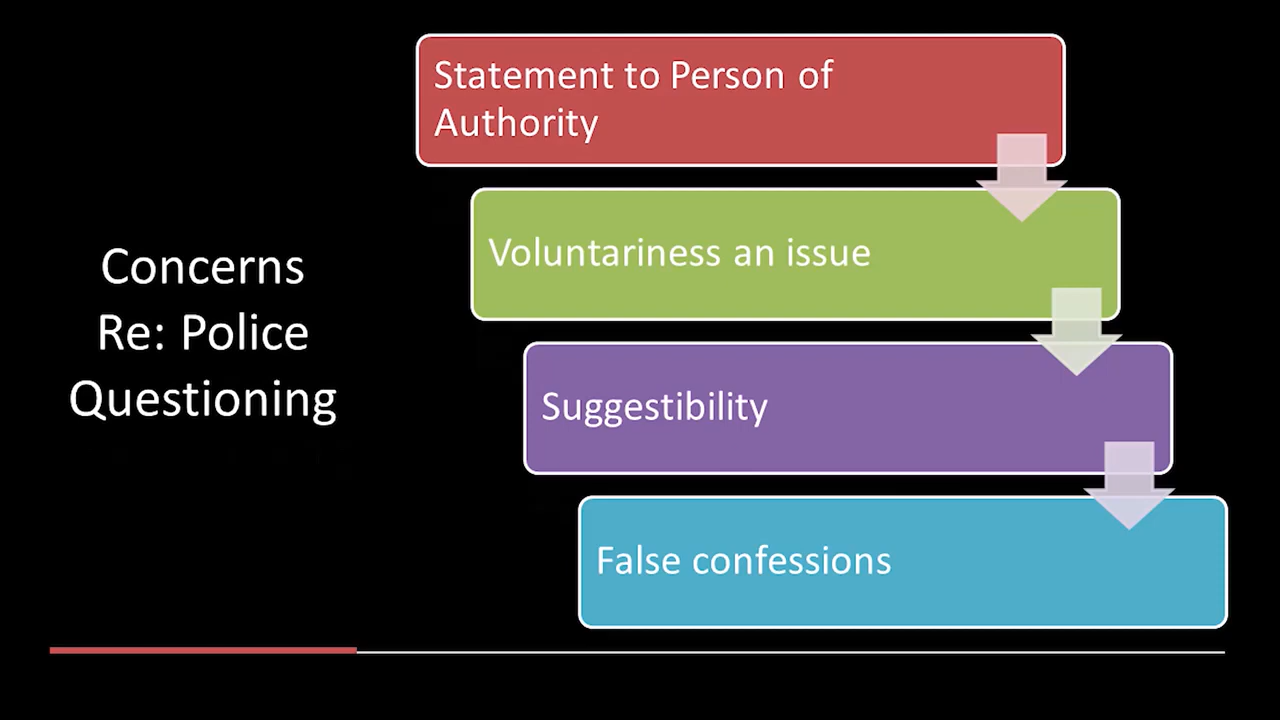 Concerns
Re: Police
Questioning
Statement to Person of
Authority
Voluntariness an issue
Suggestibility
False confessions